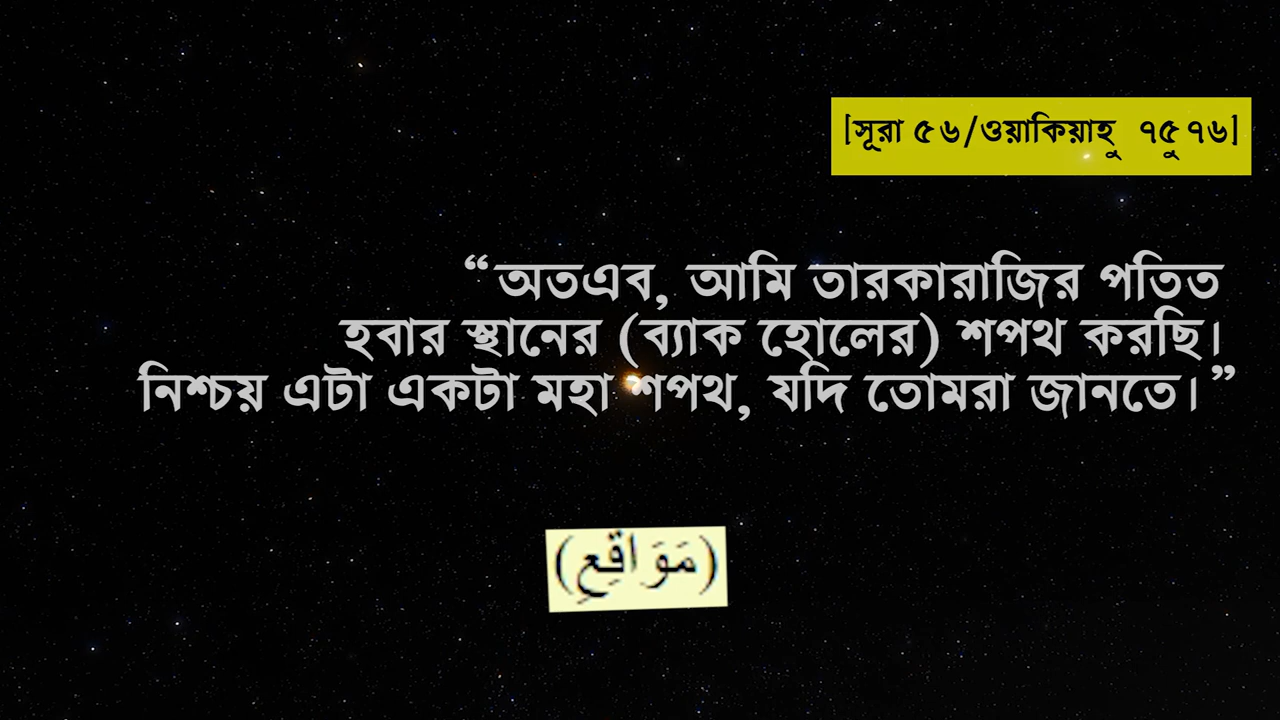 [সূরা ৫৬/ওয়াকিয়াহু ৭৫ু৭৬]
“অতএব, আমি তারকারাজির পতিত
হবার স্থানের (ব্যাক হোলের) শপথ করছি।
নিশ্চয় এটা একটা মহা শপথ, যদি তোমরা জানতে।”
(مَوَاقِعِ)